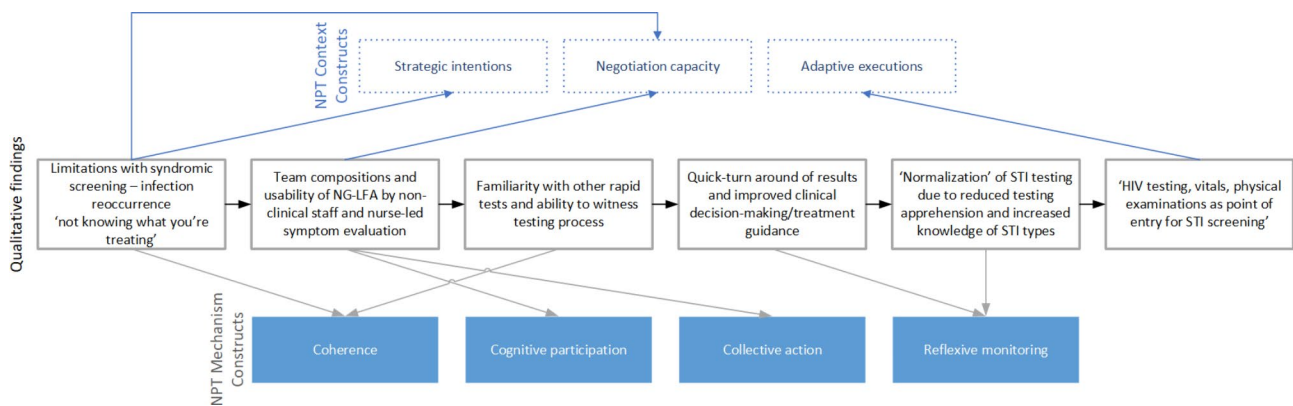 NPT Context
Constructs
Strategic intentions
Negotiation capacity
Adaptive executions
Qualitative findings
Limitations with syndromic
screening – infection
reoccurrence
‘not knowing what you’re
treating’
Team compositions and
usability of NG-LFA by non-
clinical staff and nurse-led
symptom evaluation
Familiarity with other rapid
tests and ability to witness
testing process
Quick-turn around of results
and improved clinical
decision-making/treatment
guidance
‘Normalization’ of STI testing
due to reduced testing
apprehension and increased
knowledge of STI types
‘HIV testing, vitals, physical
examinations as point of
entry for STI screening’
NPT Mechanism
Constructs
Coherence
Cognitive participation
Collective action
Reflexive monitoring